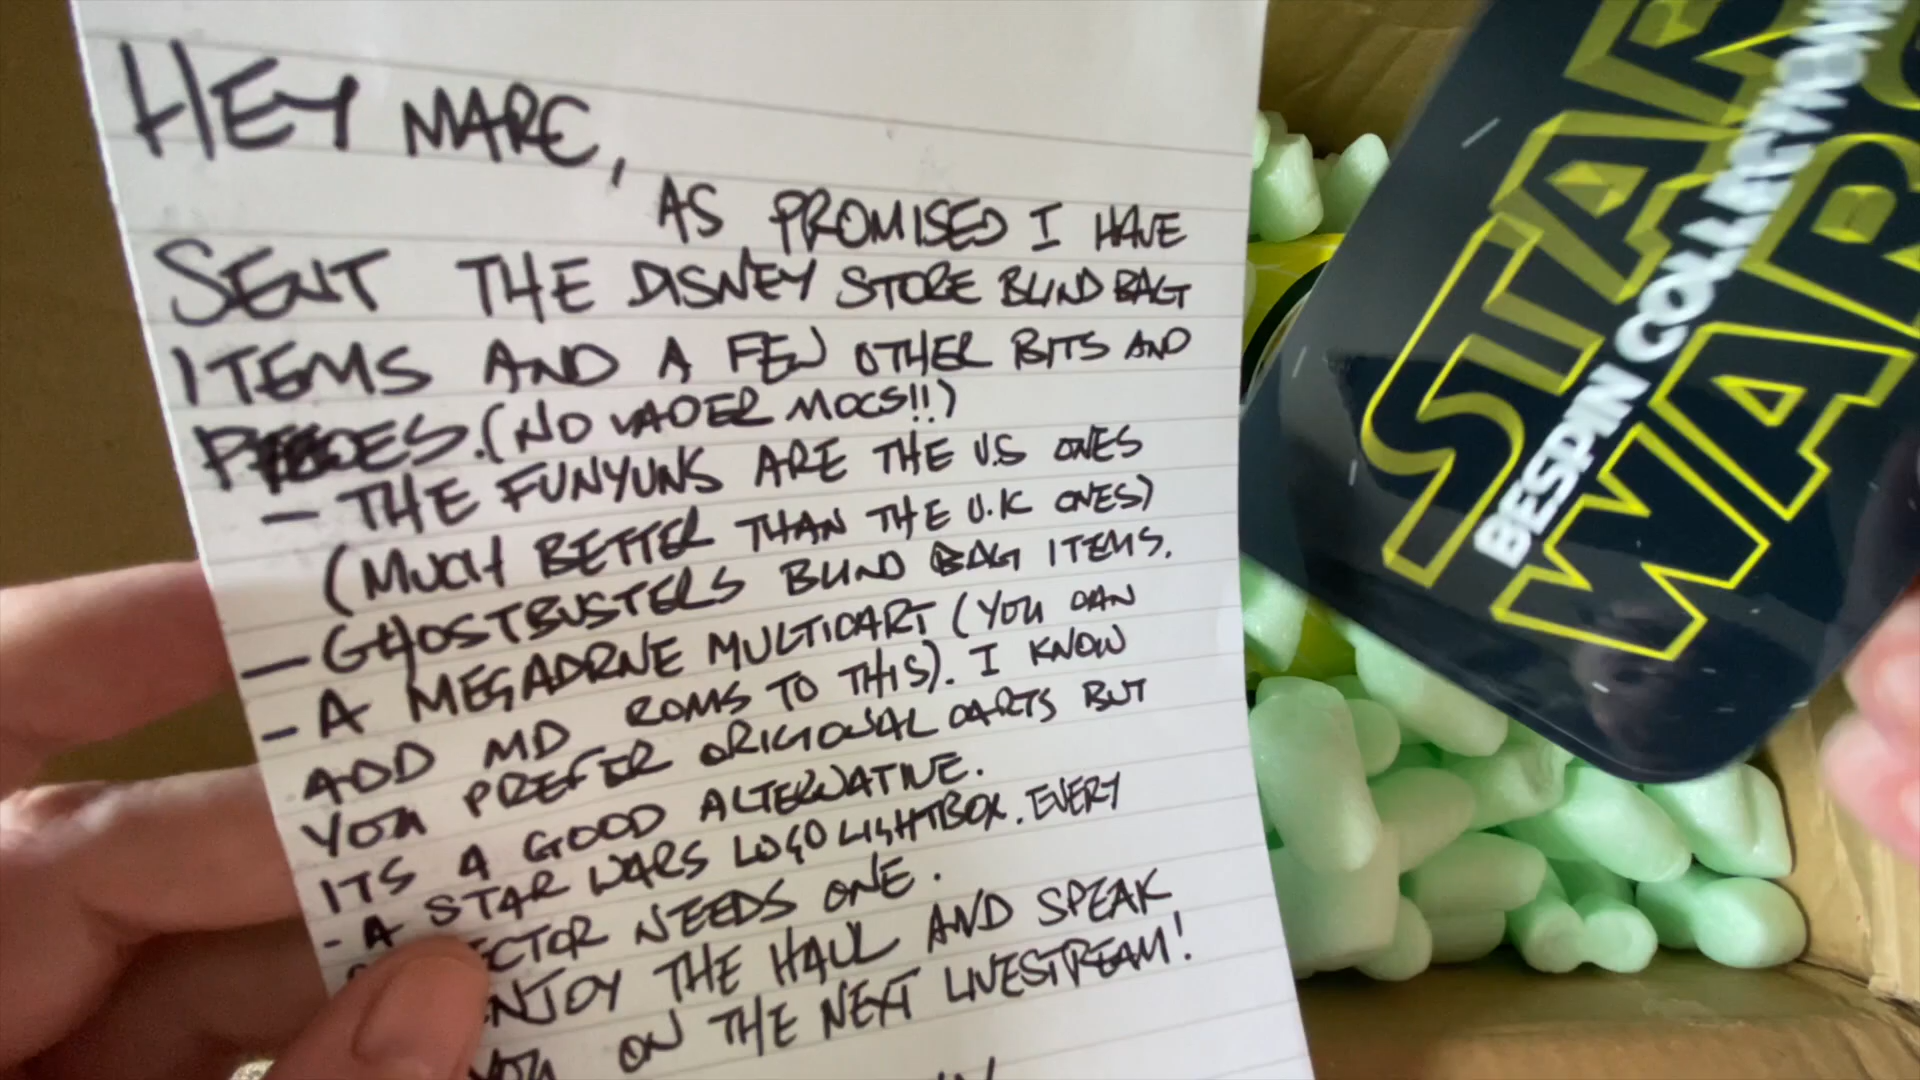 HEY MARC,
AS PROMISED I HAVE
SENT THE DISNEY STORE BLIND BAG
ITEMS AND A FEW OTHER BITS AND
PIECES. (NO VADER MOCS!!)
- THE FUNYUNS ARE THE U.S ONES
(MUCH BETTER THAN THE U.K ONES)
- GHOSTBUSTERS BLIND BAG ITEMS.
- A MEGADRIVE MULTICART (YOU CAN
ADD MD ROMS TO THIS). I KNOW
YOU PREFER ORIGIONAL CARTS BUT
ITS A GOOD ALTERNATIVE.
- A STAR WARS LOGO LIGHTBOX. EVERY
ECTOR NEEDS ONE.
ENJOY THE HAUL AND SPEAK
YOU ON THE NEXT LIVESTREAM!
STAR
BESPIN COLLECTION
WARS